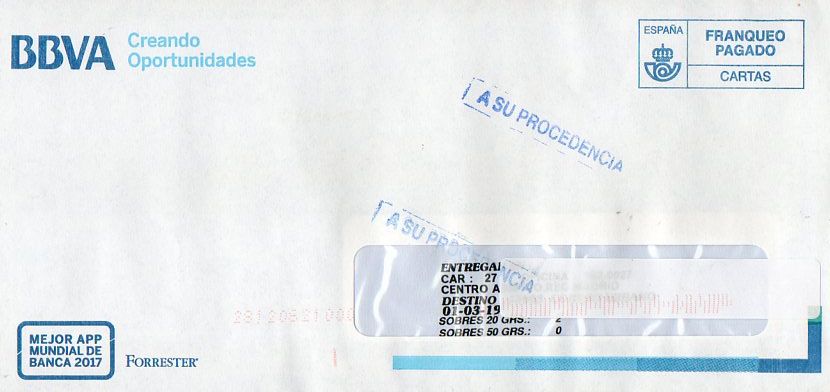 BBVA
Creando
Oportunidades
ESPAÑA
FRANQUEO
PAGADO
CARTAS
A SU PROCEDENCIA
A SU PROCEDENCIA
ENTREGA
CAR : 27
CENTRO A
DESTINO
01-03-19
SOBRES 20 GRS.: 2
SOBRES 50 GRS.: 0
MEJOR APP
MUNDIAL DE
BANCA 2017
FORRESTER®